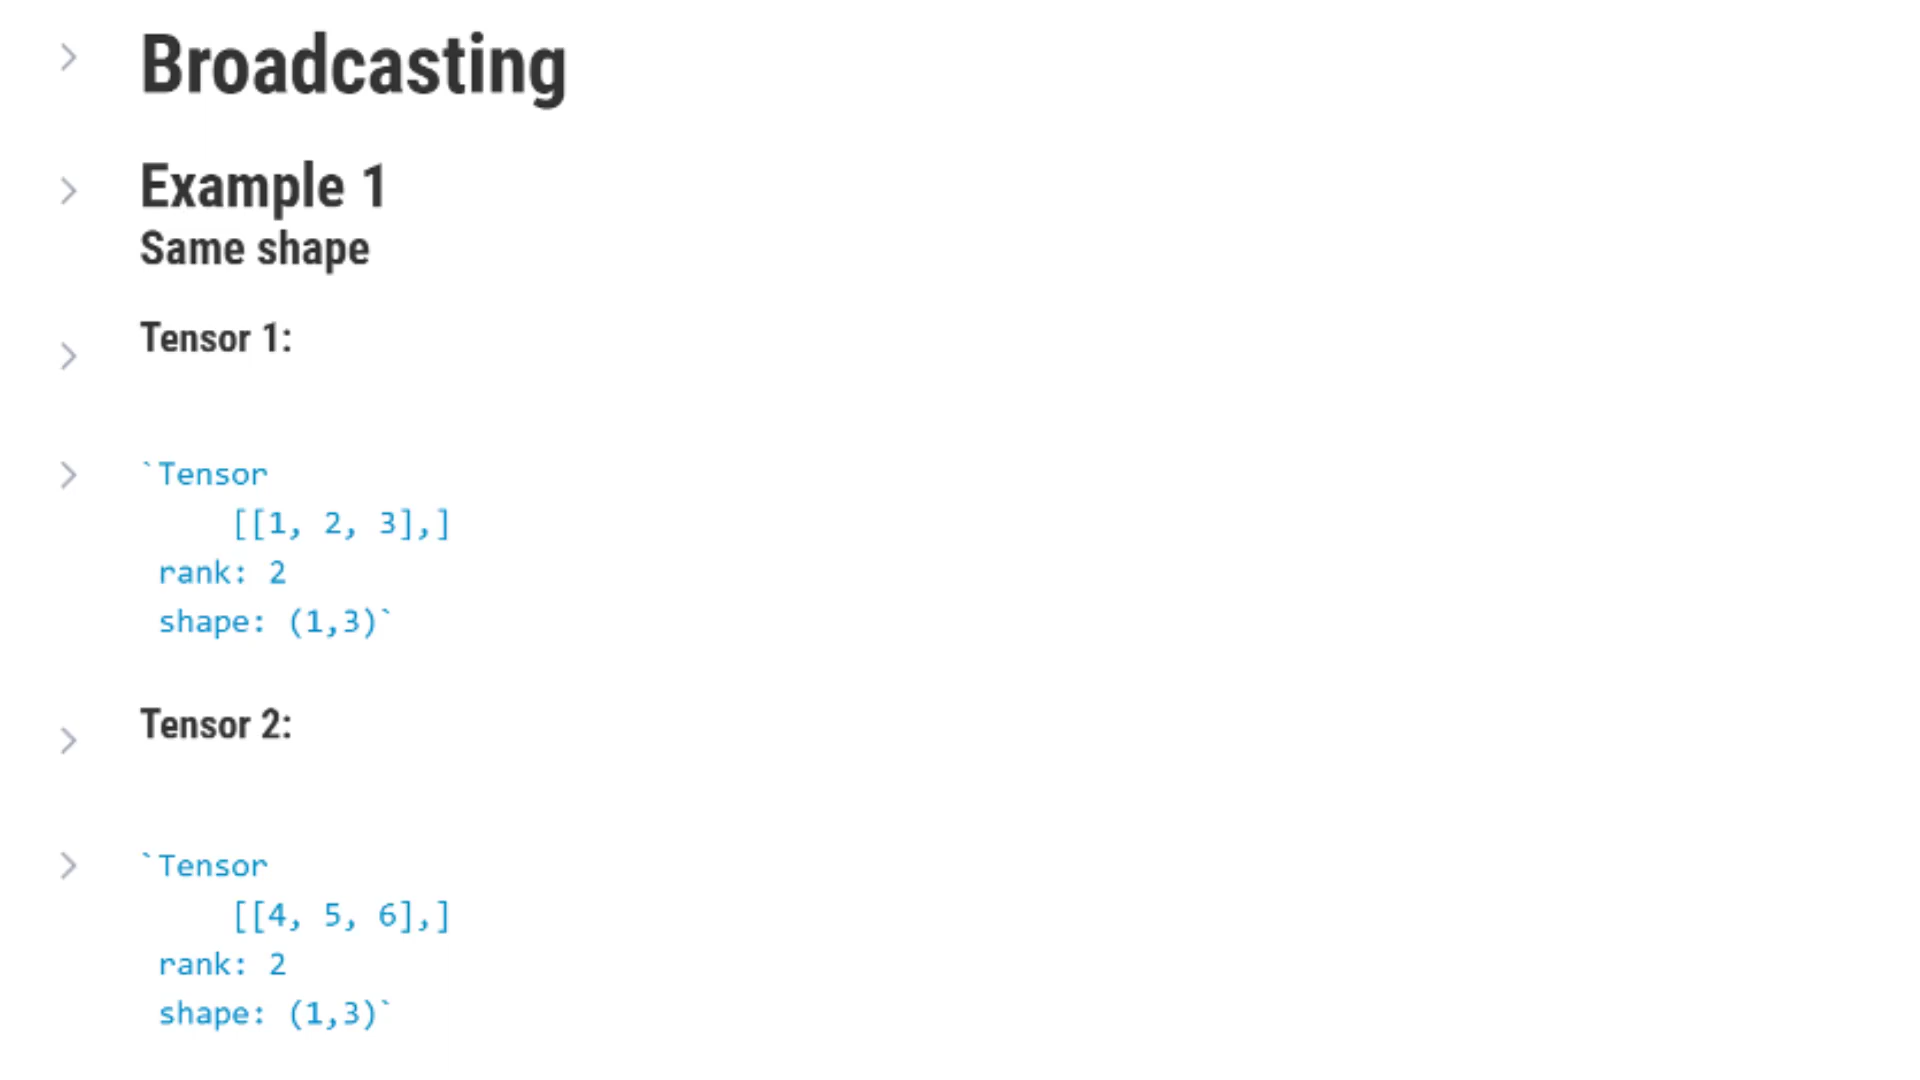 Broadcasting
Example 1
Same shape
Tensor 1:
`Tensor
[[1, 2, 3],]
rank: 2
shape: (1,3)`
Tensor 2:
`Tensor
[[4, 5, 6],]
rank: 2
shape: (1,3)`